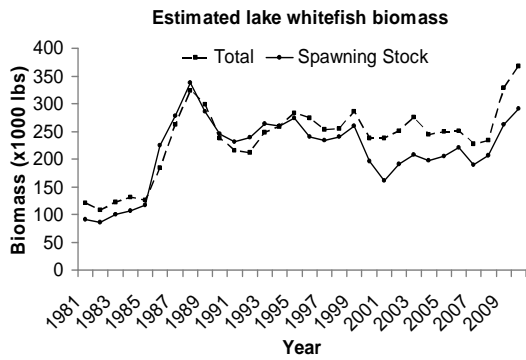 Estimated lake whitefish biomass
Total Spawning Stock
Biomass (x1000 lbs)
400
350
300
250
200
150
100
50
0
1981 1983 1985 1987 1989 1991 1993 1995 1997 1999 2001 2003 2005 2007 2009
Year